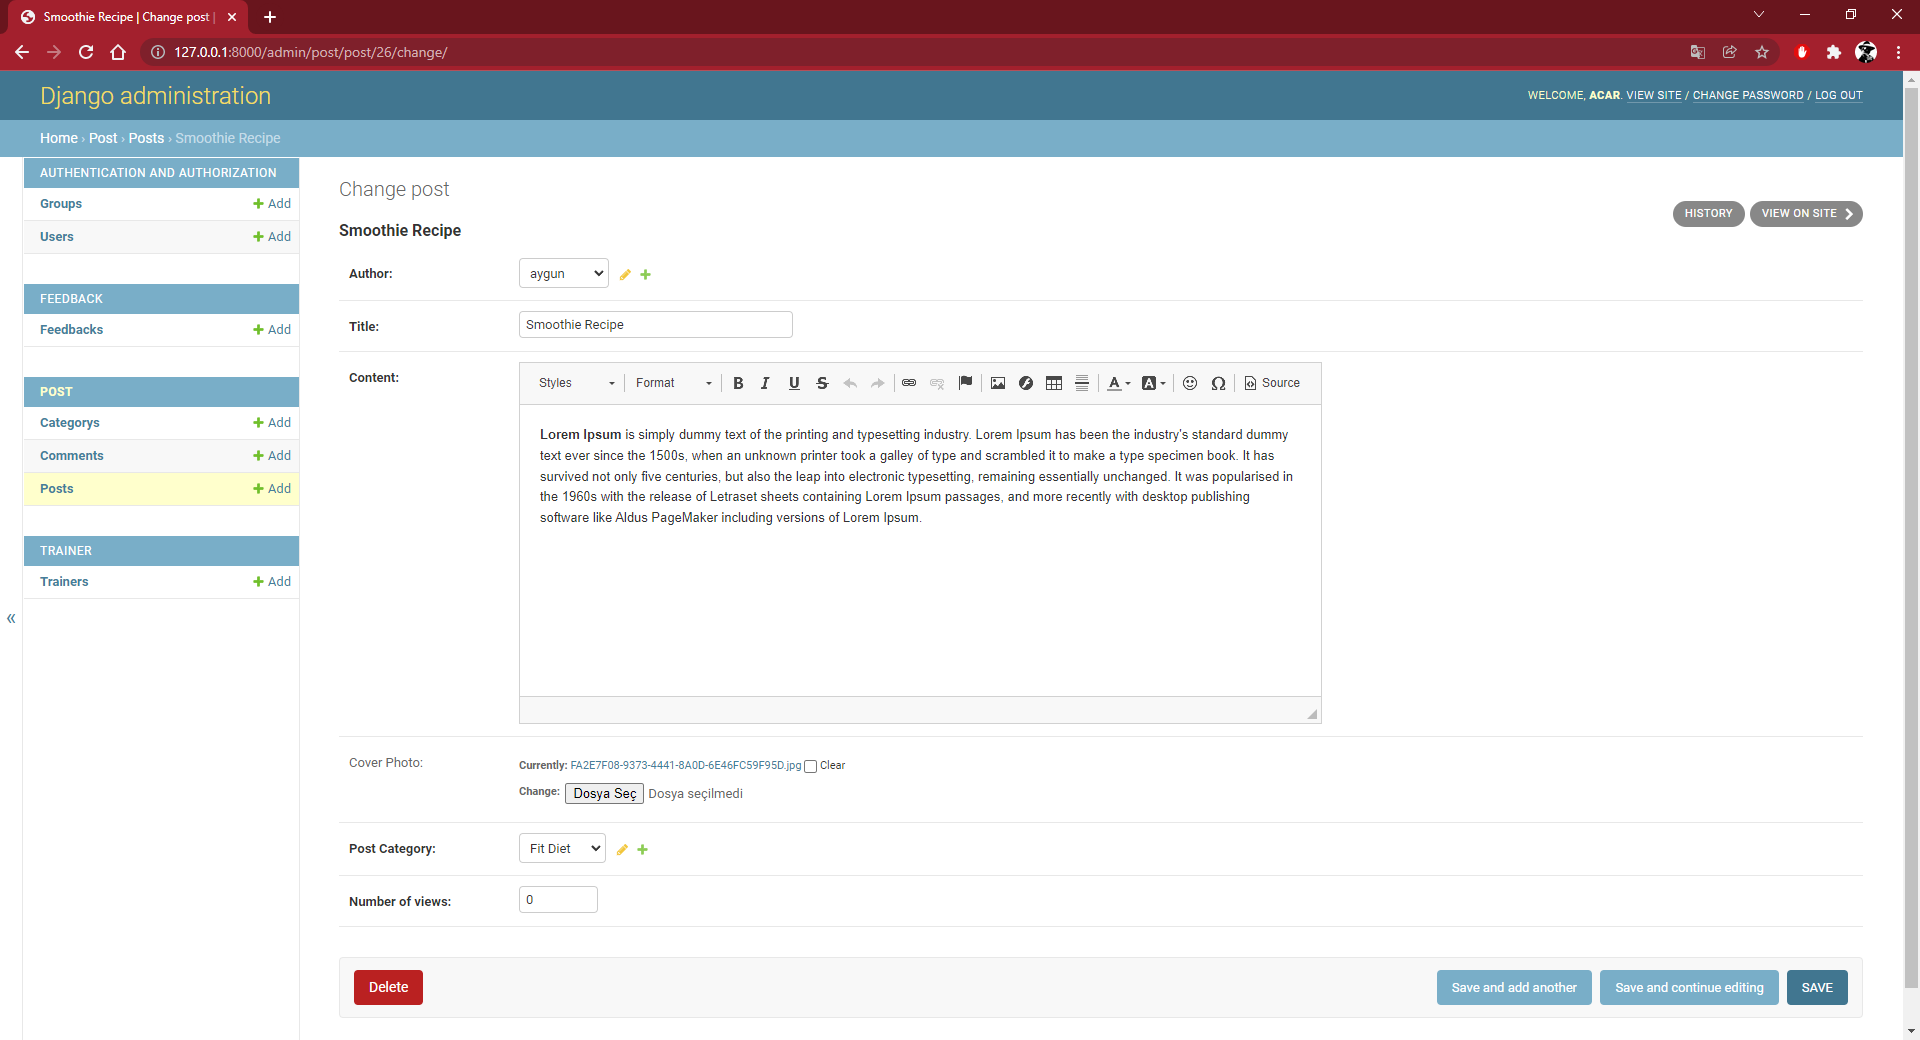 Smoothie Recipe | Change post |
127.0.0.1:8000/admin/post/post/26/change/
Django administration
WELCOME, ACAR. VIEW SITE / CHANGE PASSWORD / LOG OUT
Home › Post › Posts › Smoothie Recipe
AUTHENTICATION AND AUTHORIZATION
Groups Add
Users Add
FEEDBACK
Feedbacks Add
POST
Categorys Add
Comments Add
Posts Add
TRAINER
Trainers Add
«
Change post
HISTORY VIEW ON SITE
Smoothie Recipe
Author: aygun
Title: Smoothie Recipe
Content:
Styles Format B I U S A A Ω Source
Lorem Ipsum is simply dummy text of the printing and typesetting industry. Lorem Ipsum has been the industry's standard dummy
text ever since the 1500s, when an unknown printer took a galley of type and scrambled it to make a type specimen book. It has
survived not only five centuries, but also the leap into electronic typesetting, remaining essentially unchanged. It was popularised in
the 1960s with the release of Letraset sheets containing Lorem Ipsum passages, and more recently with desktop publishing
software like Aldus PageMaker including versions of Lorem Ipsum.
Cover Photo: Currently: FA2E7F08-9373-4441-8A0D-6E46FC59F95D.jpg Clear
Change: Dosya Seç Dosya seçilmedi
Post Category: Fit Diet
Number of views: 0
Delete Save and add another Save and continue editing SAVE